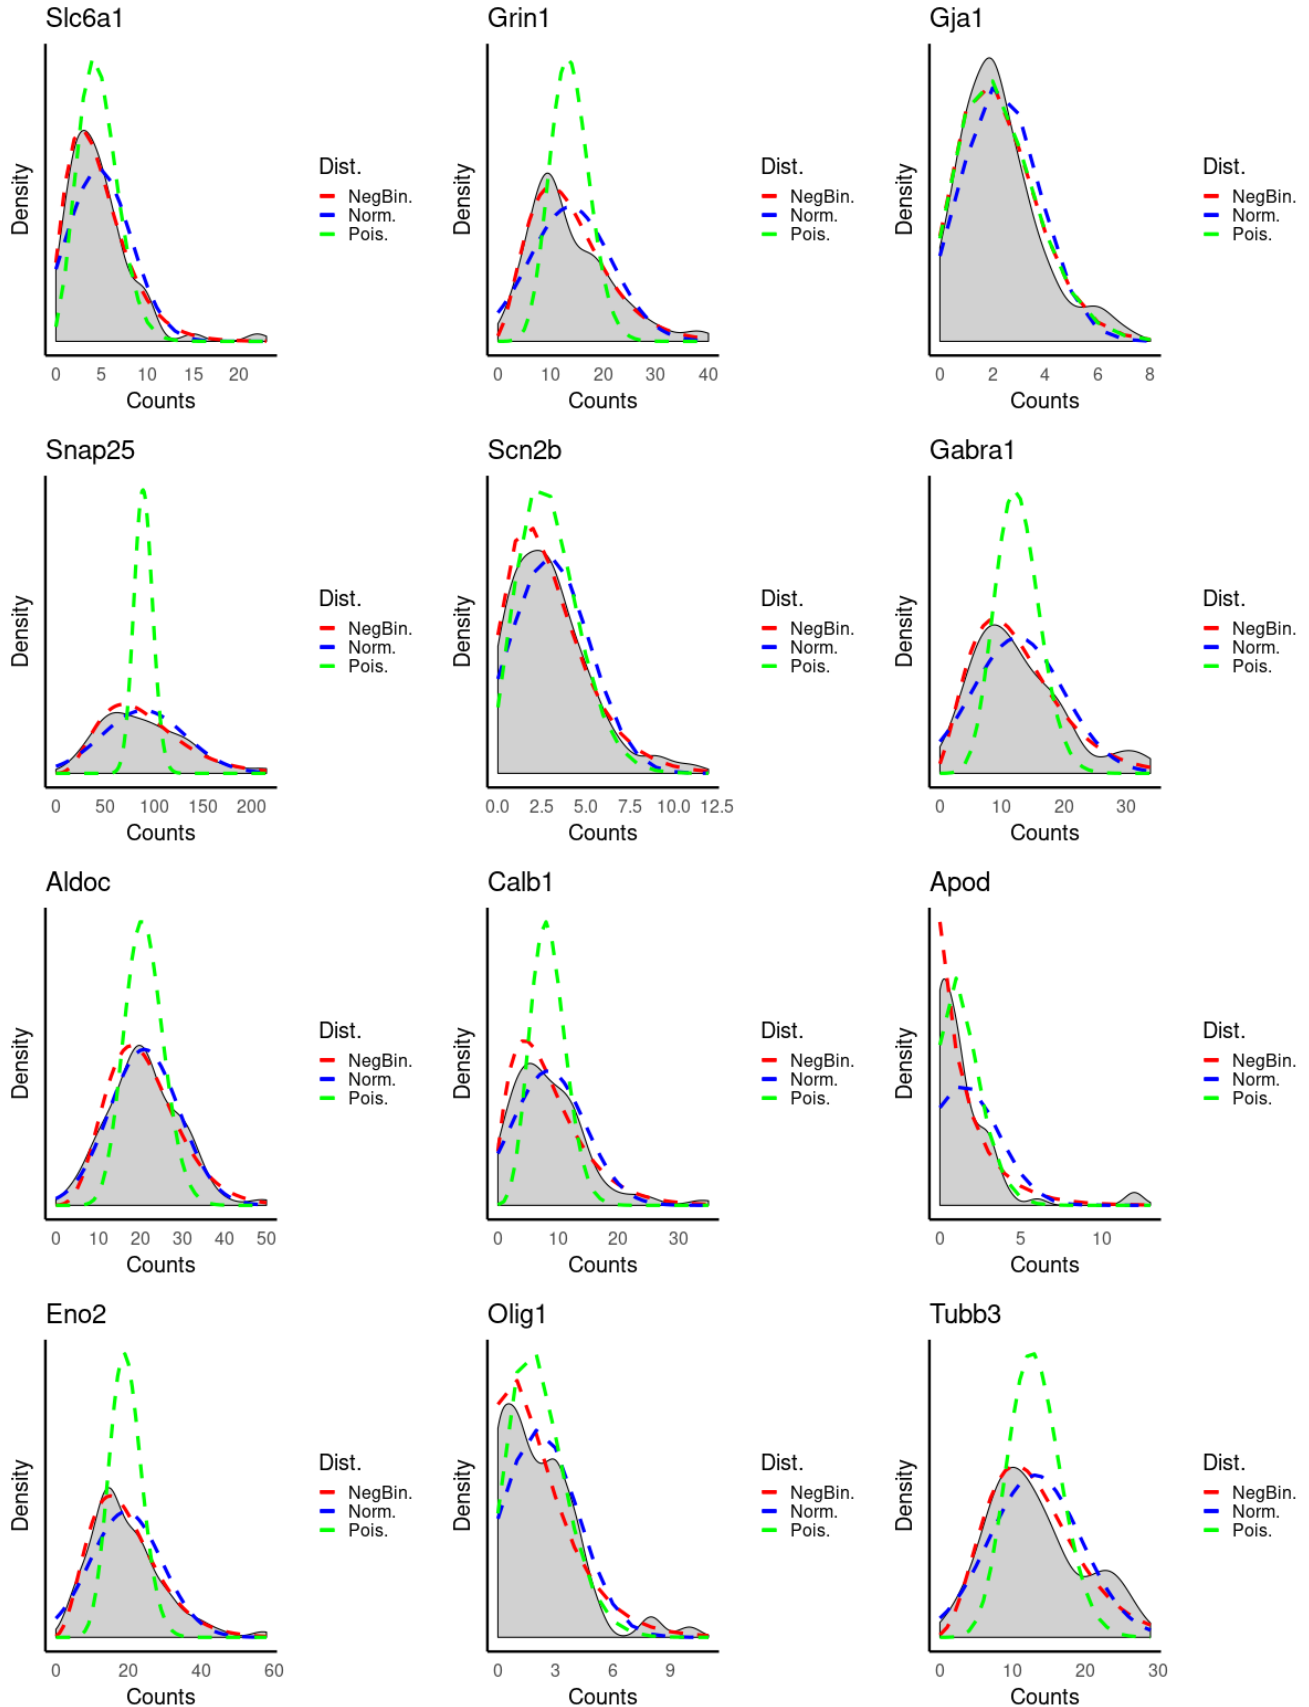 Slc6a1
Density
Dist.
NegBin.
Norm.
Pois.
0 5 10 15 20
Counts
Grin1
Density
Dist.
NegBin.
Norm.
Pois.
0 10 20 30 40
Counts
Gja1
Density
Dist.
NegBin.
Norm.
Pois.
0 2 4 6 8
Counts
Snap25
Density
Dist.
NegBin.
Norm.
Pois.
0 50 100 150 200
Counts
Scn2b
Density
Dist.
NegBin.
Norm.
Pois.
0.0 2.5 5.0 7.5 10.0 12.5
Counts
Gabra1
Density
Dist.
NegBin.
Norm.
Pois.
0 10 20 30
Counts
Aldoc
Density
Dist.
NegBin.
Norm.
Pois.
0 10 20 30 40 50
Counts
Calb1
Density
Dist.
NegBin.
Norm.
Pois.
0 10 20 30
Counts
Apod
Density
Dist.
NegBin.
Norm.
Pois.
0 5 10
Counts
Eno2
Density
Dist.
NegBin.
Norm.
Pois.
0 20 40 60
Counts
Olig1
Density
Dist.
NegBin.
Norm.
Pois.
0 3 6 9
Counts
Tubb3
Density
Dist.
NegBin.
Norm.
Pois.
0 10 20 30
Counts